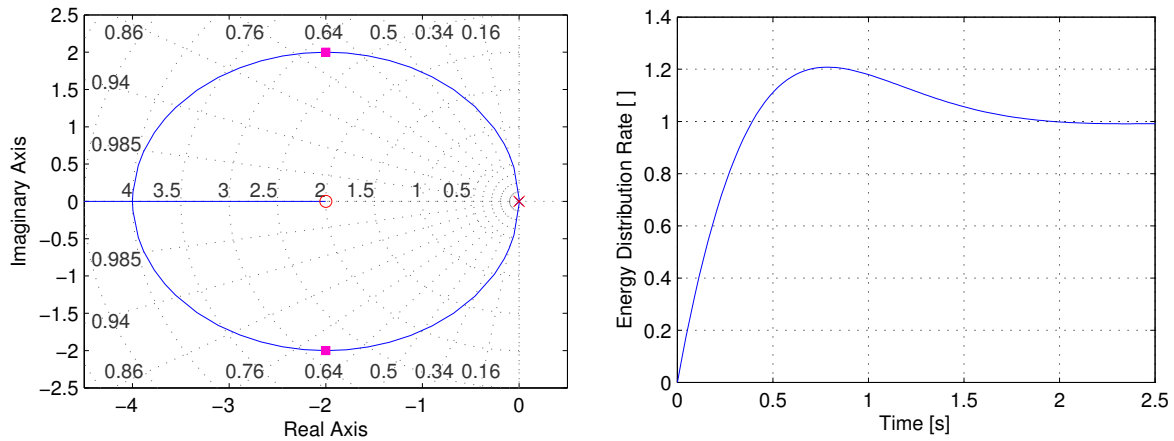 2.5
2
1.5
1
0.5
0
−0.5
−1
−1.5
−2
−2.5
Imaginary Axis
0.86 0.76 0.64 0.5 0.34 0.16
0.94
0.985
4 3.5 3 2.5 2 1.5 1 0.5
0.985
0.94
0.86 0.76 0.64 0.5 0.34 0.16
−4 −3 −2 −1 0
Real Axis
Energy Distribution Rate [ ]
1.4
1.2
1
0.8
0.6
0.4
0.2
0
0 0.5 1 1.5 2 2.5
Time [s]